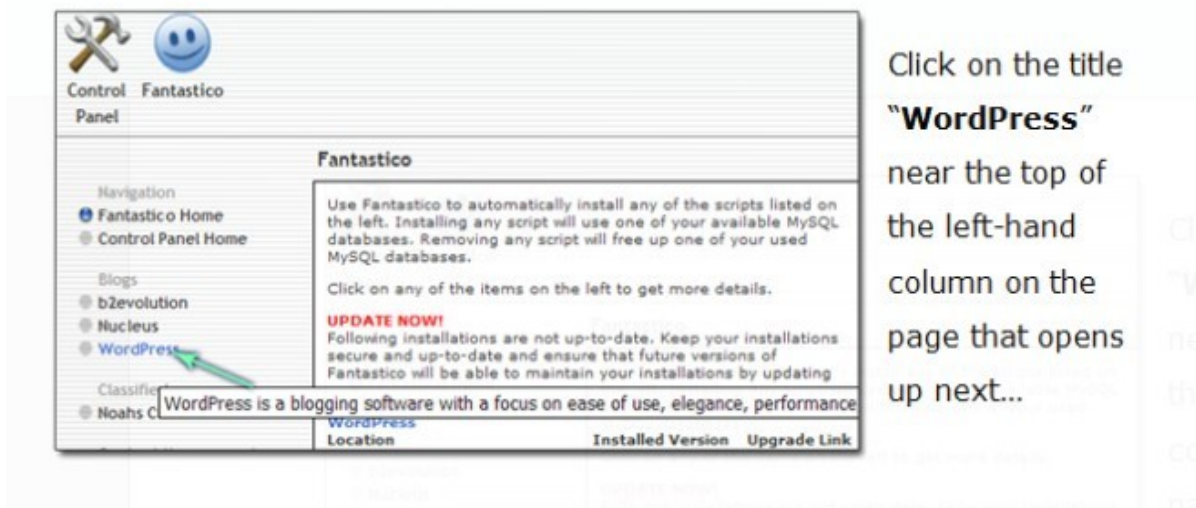 Control
Panel
Fantastico
Fantastico
Navigation
Fantastico Home
Control Panel Home
Blogs
b2evolution
Nucleus
WordPress
Noahs C
Use Fantastico to automatically install any of the scripts listed on
the left. Installing any script will use one of your available MySQL
databases. Removing any script will free up one of your used
MySQL databases.
Click on any of the items on the left to get more details.
UPDATE NOW!
Following installations are not up-to-date. Keep your installations
secure and up-to-date and ensure that future versions of
Fantastico will be able to maintain your installations by updating
WordPress is a blogging software with a focus on ease of use, elegance, performance
WordPress
Location Installed Version Upgrade Link
Click on the title
“WordPress”
near the top of
the left-hand
column on the
page that opens
up next...